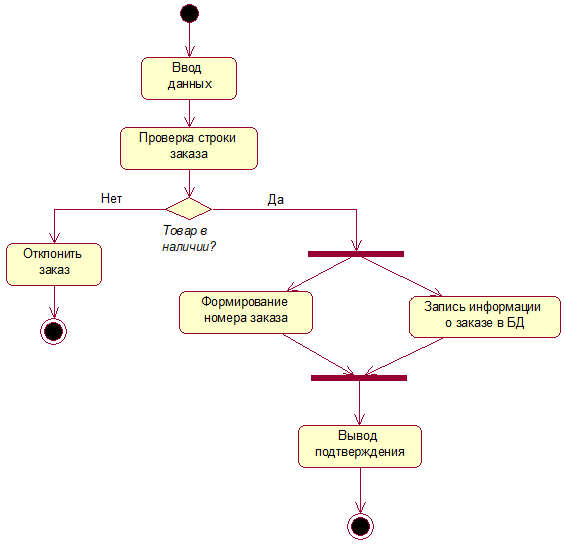 Ввод
данных
Проверка строки
заказа
Нет
Да
Товар в
наличии?
Отклонить
заказ
Формирование
номера заказа
Запись информации
о заказе в БД
Вывод
подтверждения